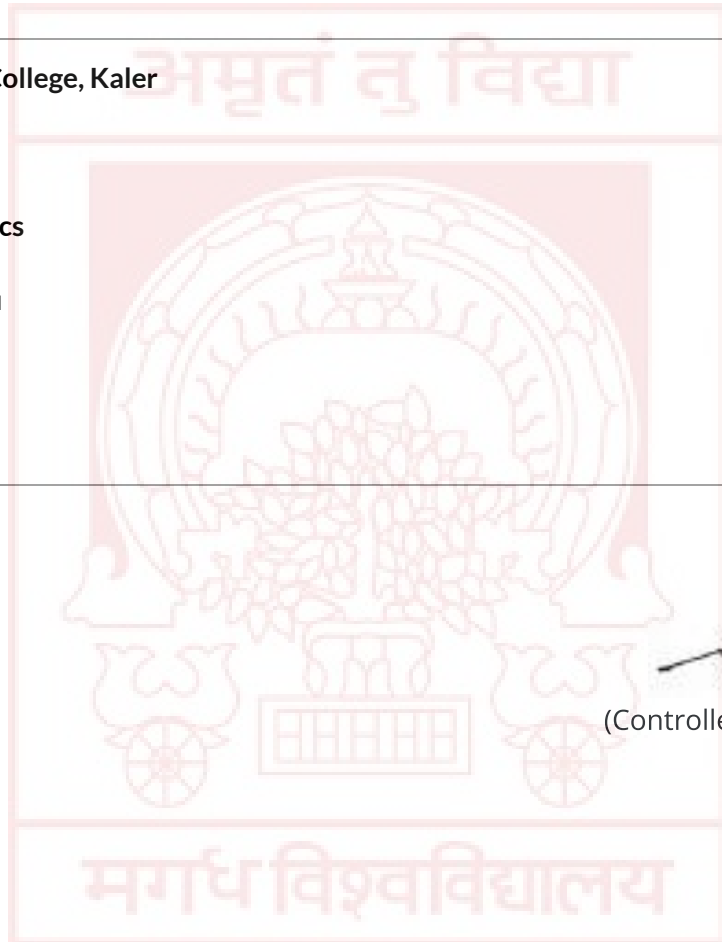 अमृतं तु विद्या
College, Kaler
cs
(Controlle
मगध विश्वविद्यालय